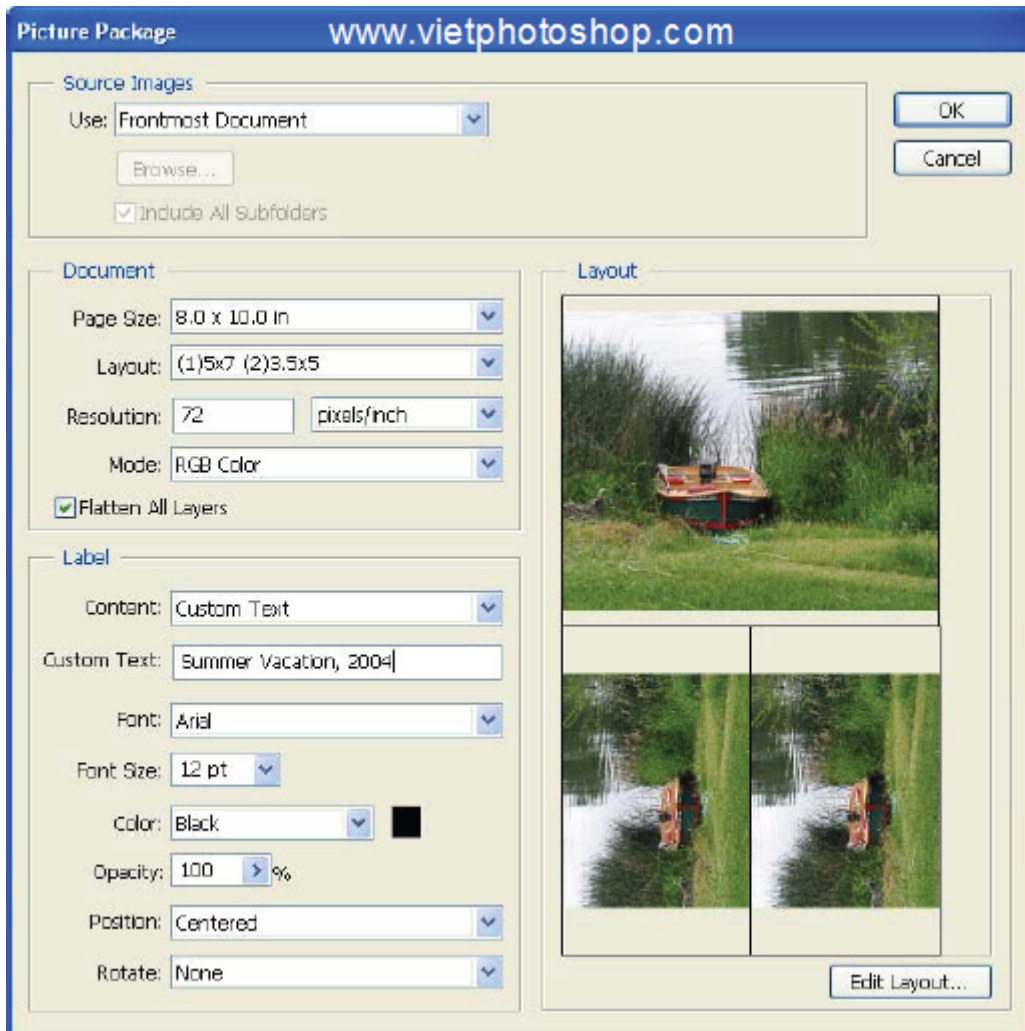 Picture Package www.vietphotoshop.com
Source Images
Use: Frontmost Document
Browse...
Include All Subfolders
OK
Cancel
Document
Page Size: 8.0 x 10.0 in
Layout: (1)5x7 (2)3.5x5
Resolution: 72 pixels/inch
Mode: RGB Color
Flatten All Layers
Label
Content: Custom Text
Custom Text: Summer Vacation, 2004
Font: Arial
Font Size: 12 pt
Color: Black
Opacity: 100 %
Position: Centered
Rotate: None
Layout
Edit Layout...